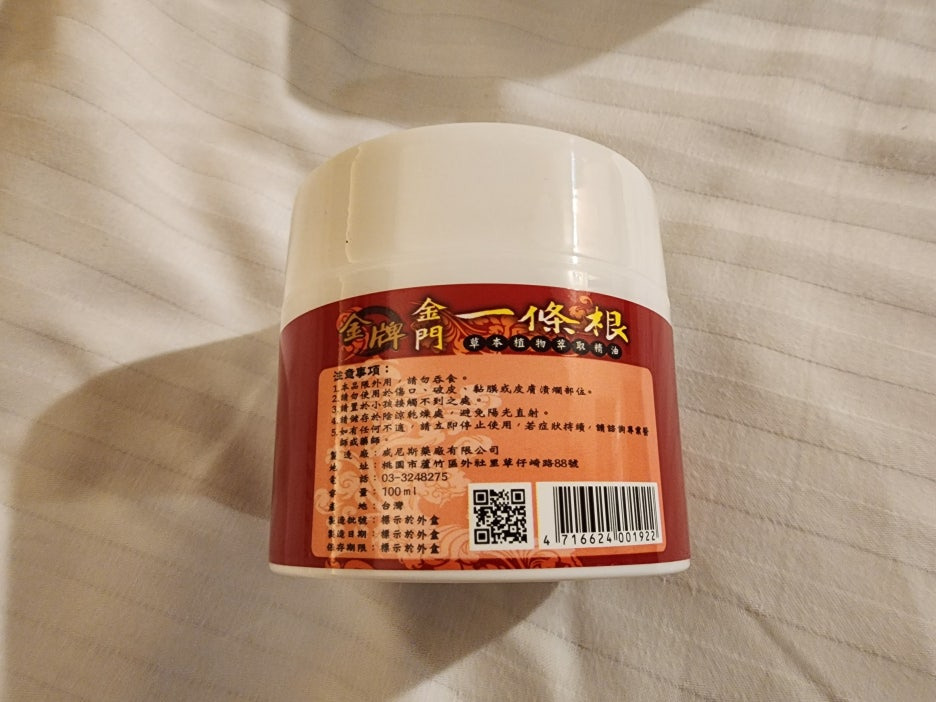 金牌 金門 一條根
草本植物萃取精油
注意事項：
1.本品限外用，請勿吞食。
2.請勿使用於傷口、破皮、黏膜或皮膚潰爛部位。
3.請置於小孩接觸不到之處。
4.請儲存於陰涼乾燥處，避免陽光直射。
5.如有任何不適，請立即停止使用，若症狀持續，請諮詢專業醫
師或藥師。
製造廠：威尼斯藥廠有限公司
地址：桃園市蘆竹區外社里草仔崎路88號
電話：03-3248275
容量：100ml
產地：台灣
製造批號：標示於外盒
製造日期：標示於外盒
保存期限：標示於外盒
4 716624 001922